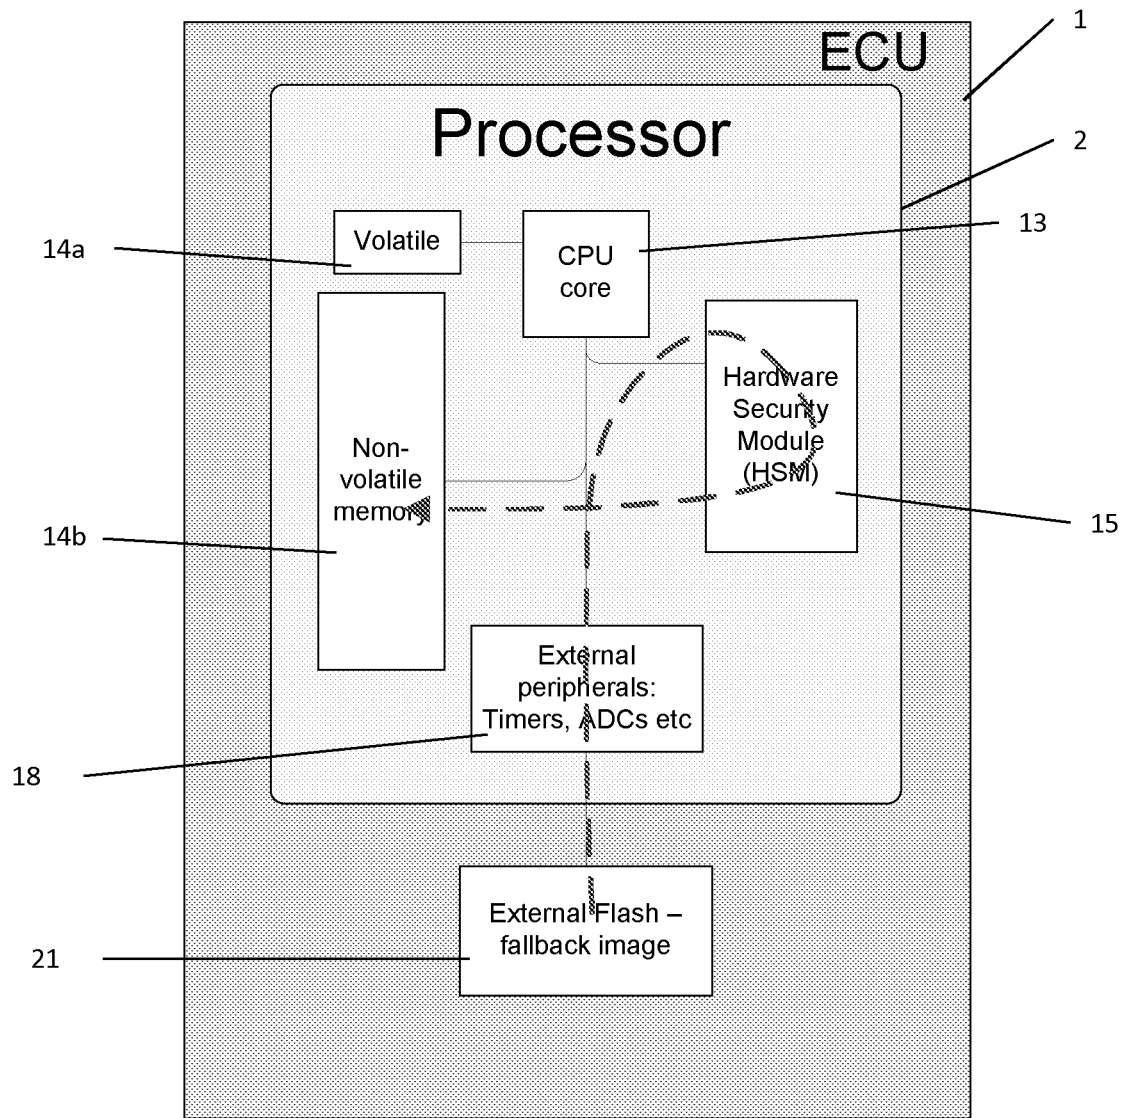 1
ECU
Processor
2
Volatile
14a
CPU
core
13
Hardware
Security
Module
(HSM)
Non-
volatile
memory
14b
15
External
peripherals:
Timers, ADCs etc
18
External Flash –
fallback image
21